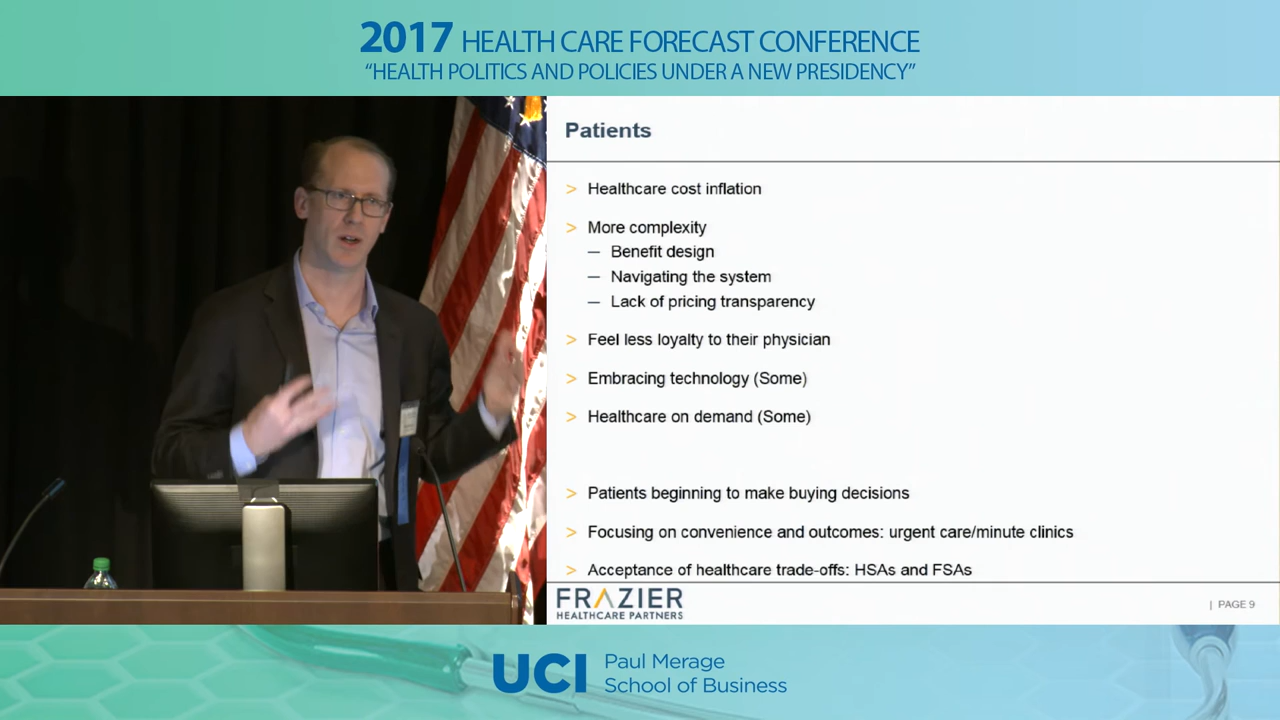 2017 HEALTH CARE FORECAST CONFERENCE
“HEALTH POLITICS AND POLICIES UNDER A NEW PRESIDENCY”
Patients
> Healthcare cost inflation
> More complexity
— Benefit design
— Navigating the system
— Lack of pricing transparency
> Feel less loyalty to their physician
> Embracing technology (Some)
> Healthcare on demand (Some)
> Patients beginning to make buying decisions
> Focusing on convenience and outcomes: urgent care/minute clinics
> Acceptance of healthcare trade-offs: HSAs and FSAs
FRAZIER
HEALTHCARE PARTNERS
| PAGE 9
UCI Paul Merage
School of Business